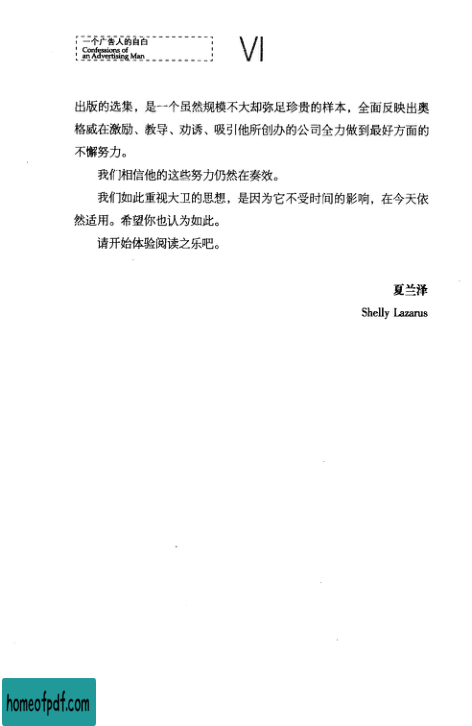 一个广告人的自白
Confessions of
an Advertising Man
VI
出版的选集，是一个虽然规模不大却弥足珍贵的样本，全面反映出奥
格威在激励、教导、劝诱、吸引他所创办的公司全力做到最好方面的
不懈努力。
我们相信他的这些努力仍然在奏效。
我们如此重视大卫的思想，是因为它不受时间的影响，在今天依
然适用。希望你也认为如此。
请开始体验阅读之乐吧。
夏兰泽
Shelly Lazarus
homeofpdf.com